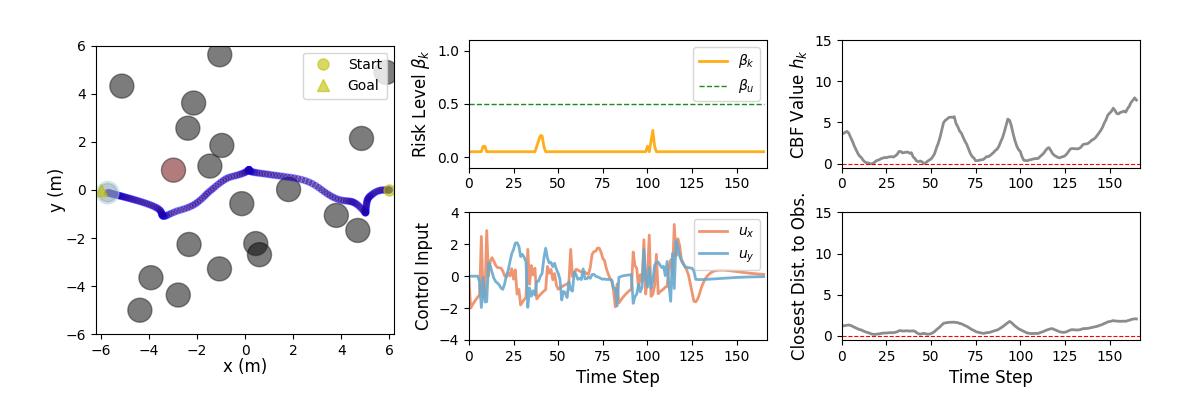 6
4
2
0
−2
−4
−6
y (m)
−6 −4 −2 0 2 4 6
x (m)
Start
Goal
Risk Level βk
1.0
0.5
0.0
βk
βu
0 25 50 75 100 125 150
Control Input
4
2
0
−2
−4
ux
uy
0 25 50 75 100 125 150
Time Step
CBF Value hk
15
10
5
0
0 25 50 75 100 125 150
Closest Dist. to Obs.
15
10
5
0
0 25 50 75 100 125 150
Time Step